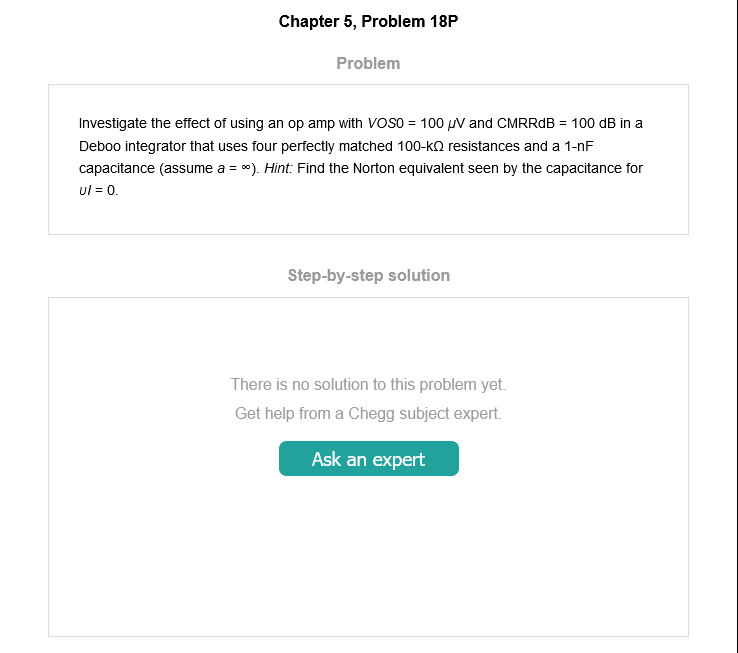 Chapter 5, Problem 18P
Problem
Investigate the effect of using an op amp with VOS0 = 100 μV and CMRRdB = 100 dB in a
Deboo integrator that uses four perfectly matched 100-kΩ resistances and a 1-nF
capacitance (assume a = ∞). Hint: Find the Norton equivalent seen by the capacitance for
υI = 0.
Step-by-step solution
There is no solution to this problem yet.
Get help from a Chegg subject expert.
Ask an expert